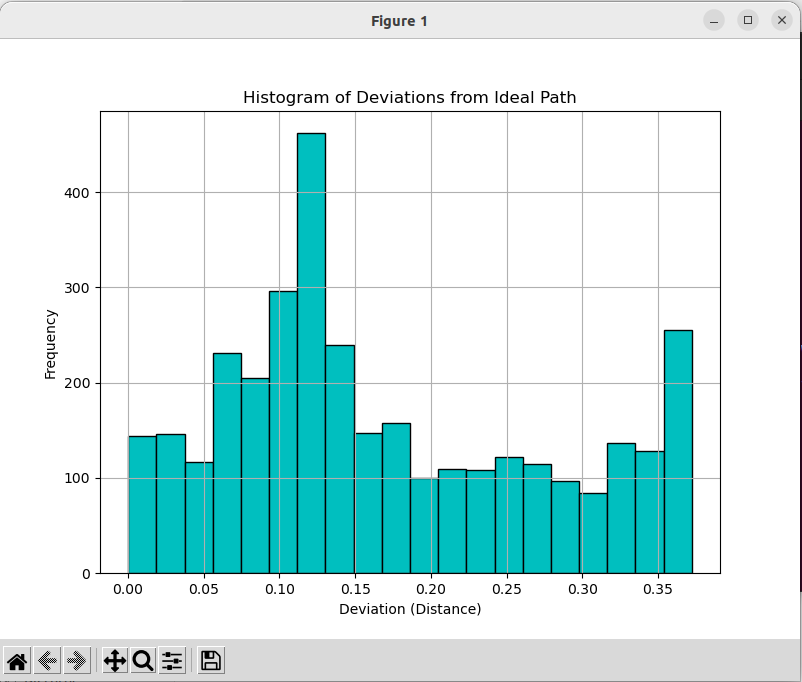 Figure 1
Histogram of Deviations from Ideal Path
400
300
200
100
0
Frequency
0.00 0.05 0.10 0.15 0.20 0.25 0.30 0.35
Deviation (Distance)